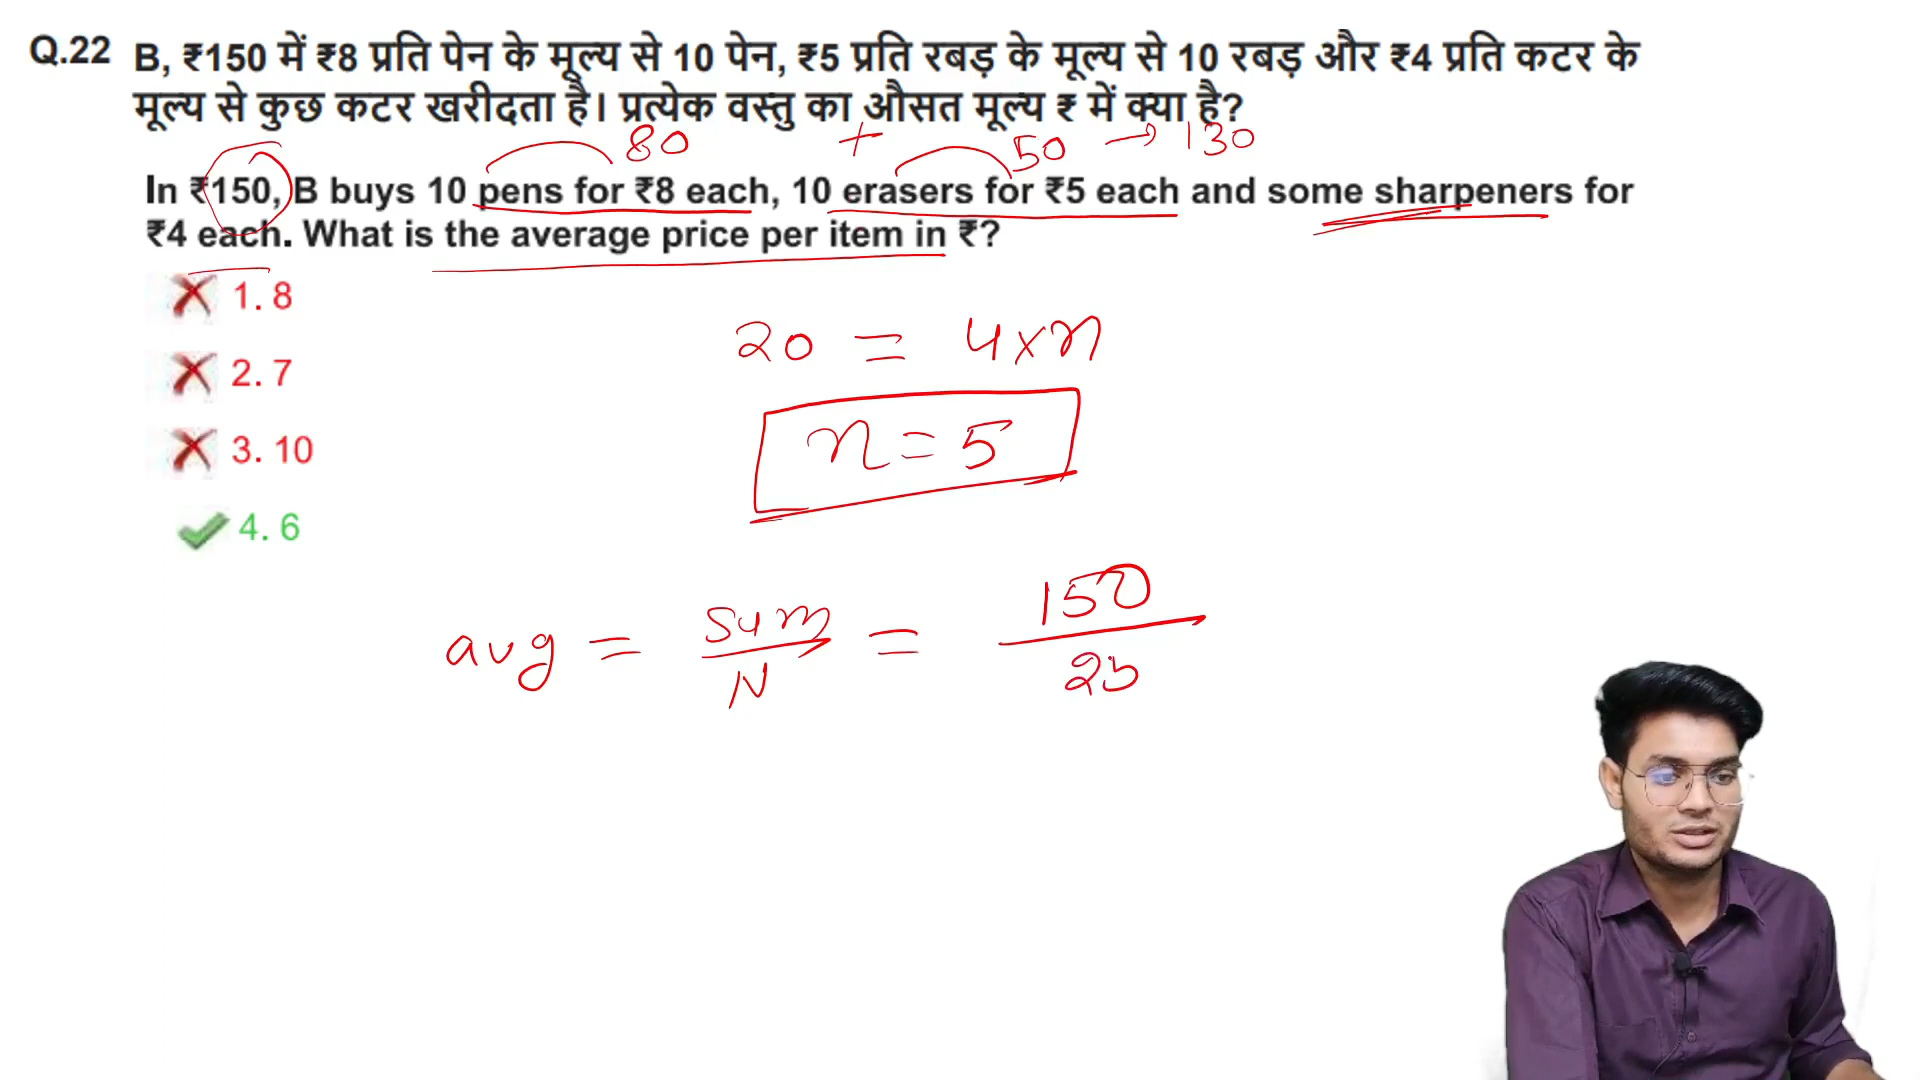 Q.22 B, ₹150 में ₹8 प्रति पेन के मूल्य से 10 पेन, ₹5 प्रति रबड़ के मूल्य से 10 रबड़ और ₹4 प्रति कटर के
मूल्य से कुछ कटर खरीदता है। प्रत्येक वस्तु का औसत मूल्य ₹ में क्या है?
80 + 50 → 130
In ₹150, B buys 10 pens for ₹8 each, 10 erasers for ₹5 each and some sharpeners for
₹4 each. What is the average price per item in ₹?
1. 8
20 = 4×n
2. 7
3. 10
n = 5
4. 6
avg = Sum/N = 150/25